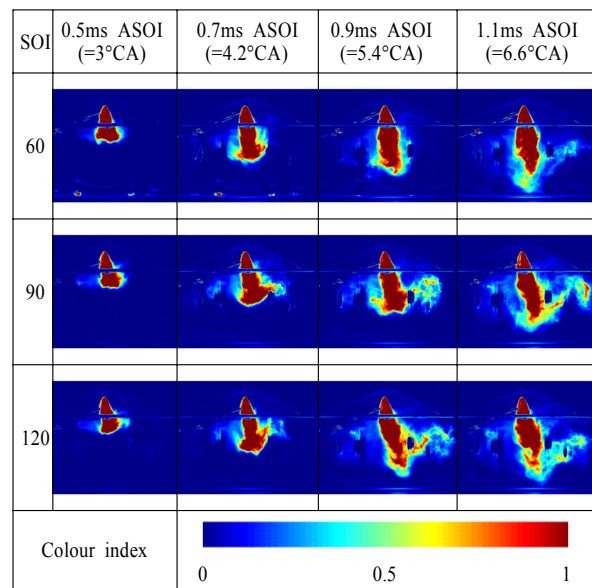 SOI
0.5ms ASOI
(=3°CA)
0.7ms ASOI
(=4.2°CA)
0.9ms ASOI
(=5.4°CA)
1.1ms ASOI
(=6.6°CA)
60
90
120
Colour index
0
0.5
1